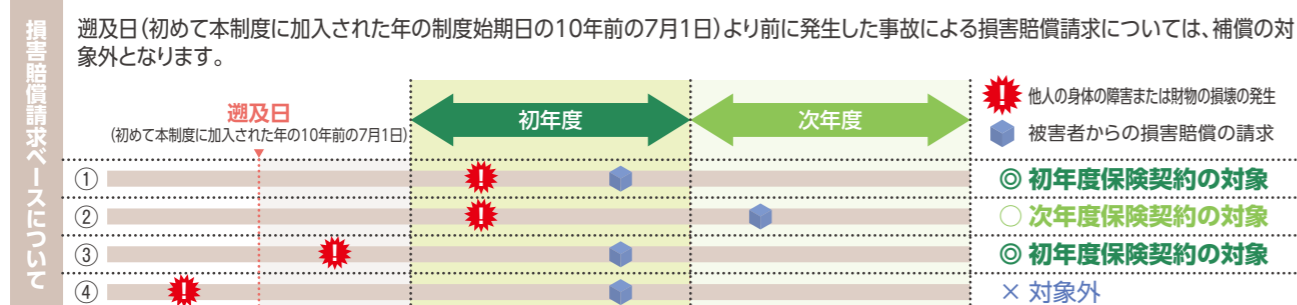 損害賠償請求ベースについて
遡及日(初めて本制度に加入された年の制度始期日の10年前の7月1日)より前に発生した事故による損害賠償請求については、補償の対
象外となります。
遡及日
(初めて本制度に加入された年の10年前の7月1日)
初年度
次年度
他人の身体の障害または財物の損壊の発生
被害者からの損害賠償の請求
①
◎ 初年度保険契約の対象
②
○ 次年度保険契約の対象
③
◎ 初年度保険契約の対象
④
× 対象外